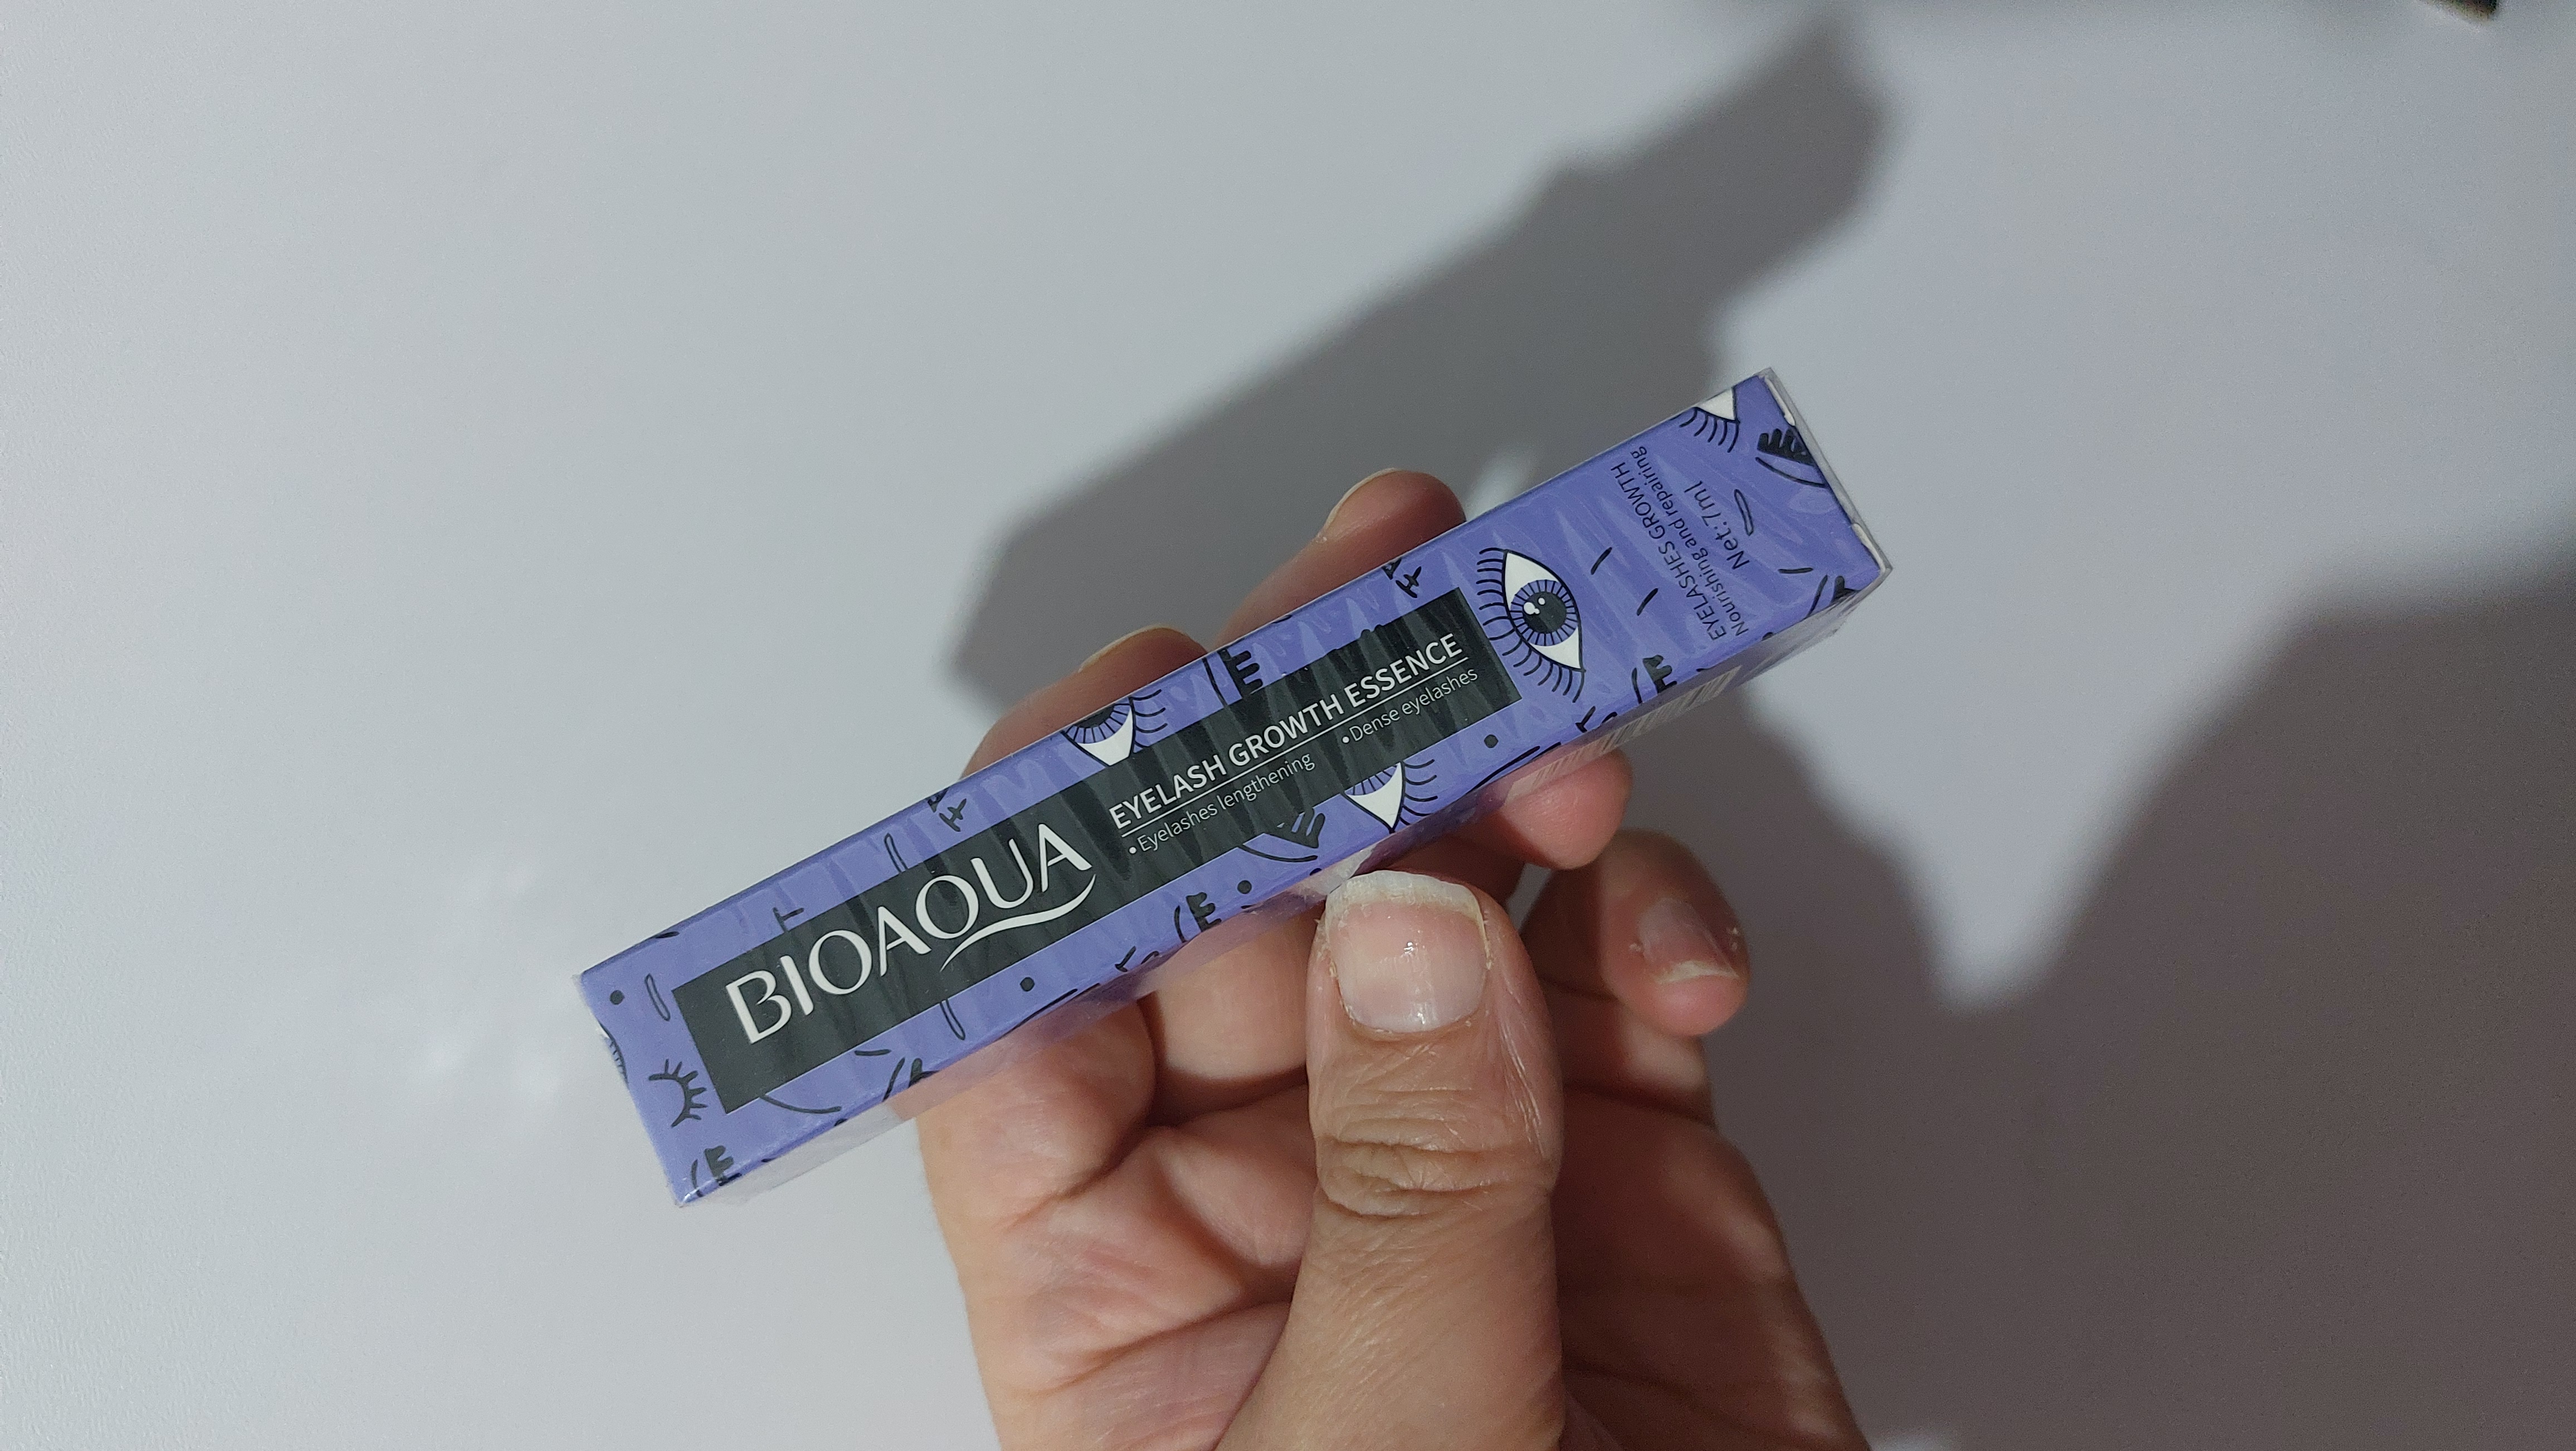 BIOAQUA
EYELASH GROWTH ESSENCE
•Eyelashes lengthening •Dense eyelashes
EYELASHES GROWTH
Nourishing and repairing
Net:7ml